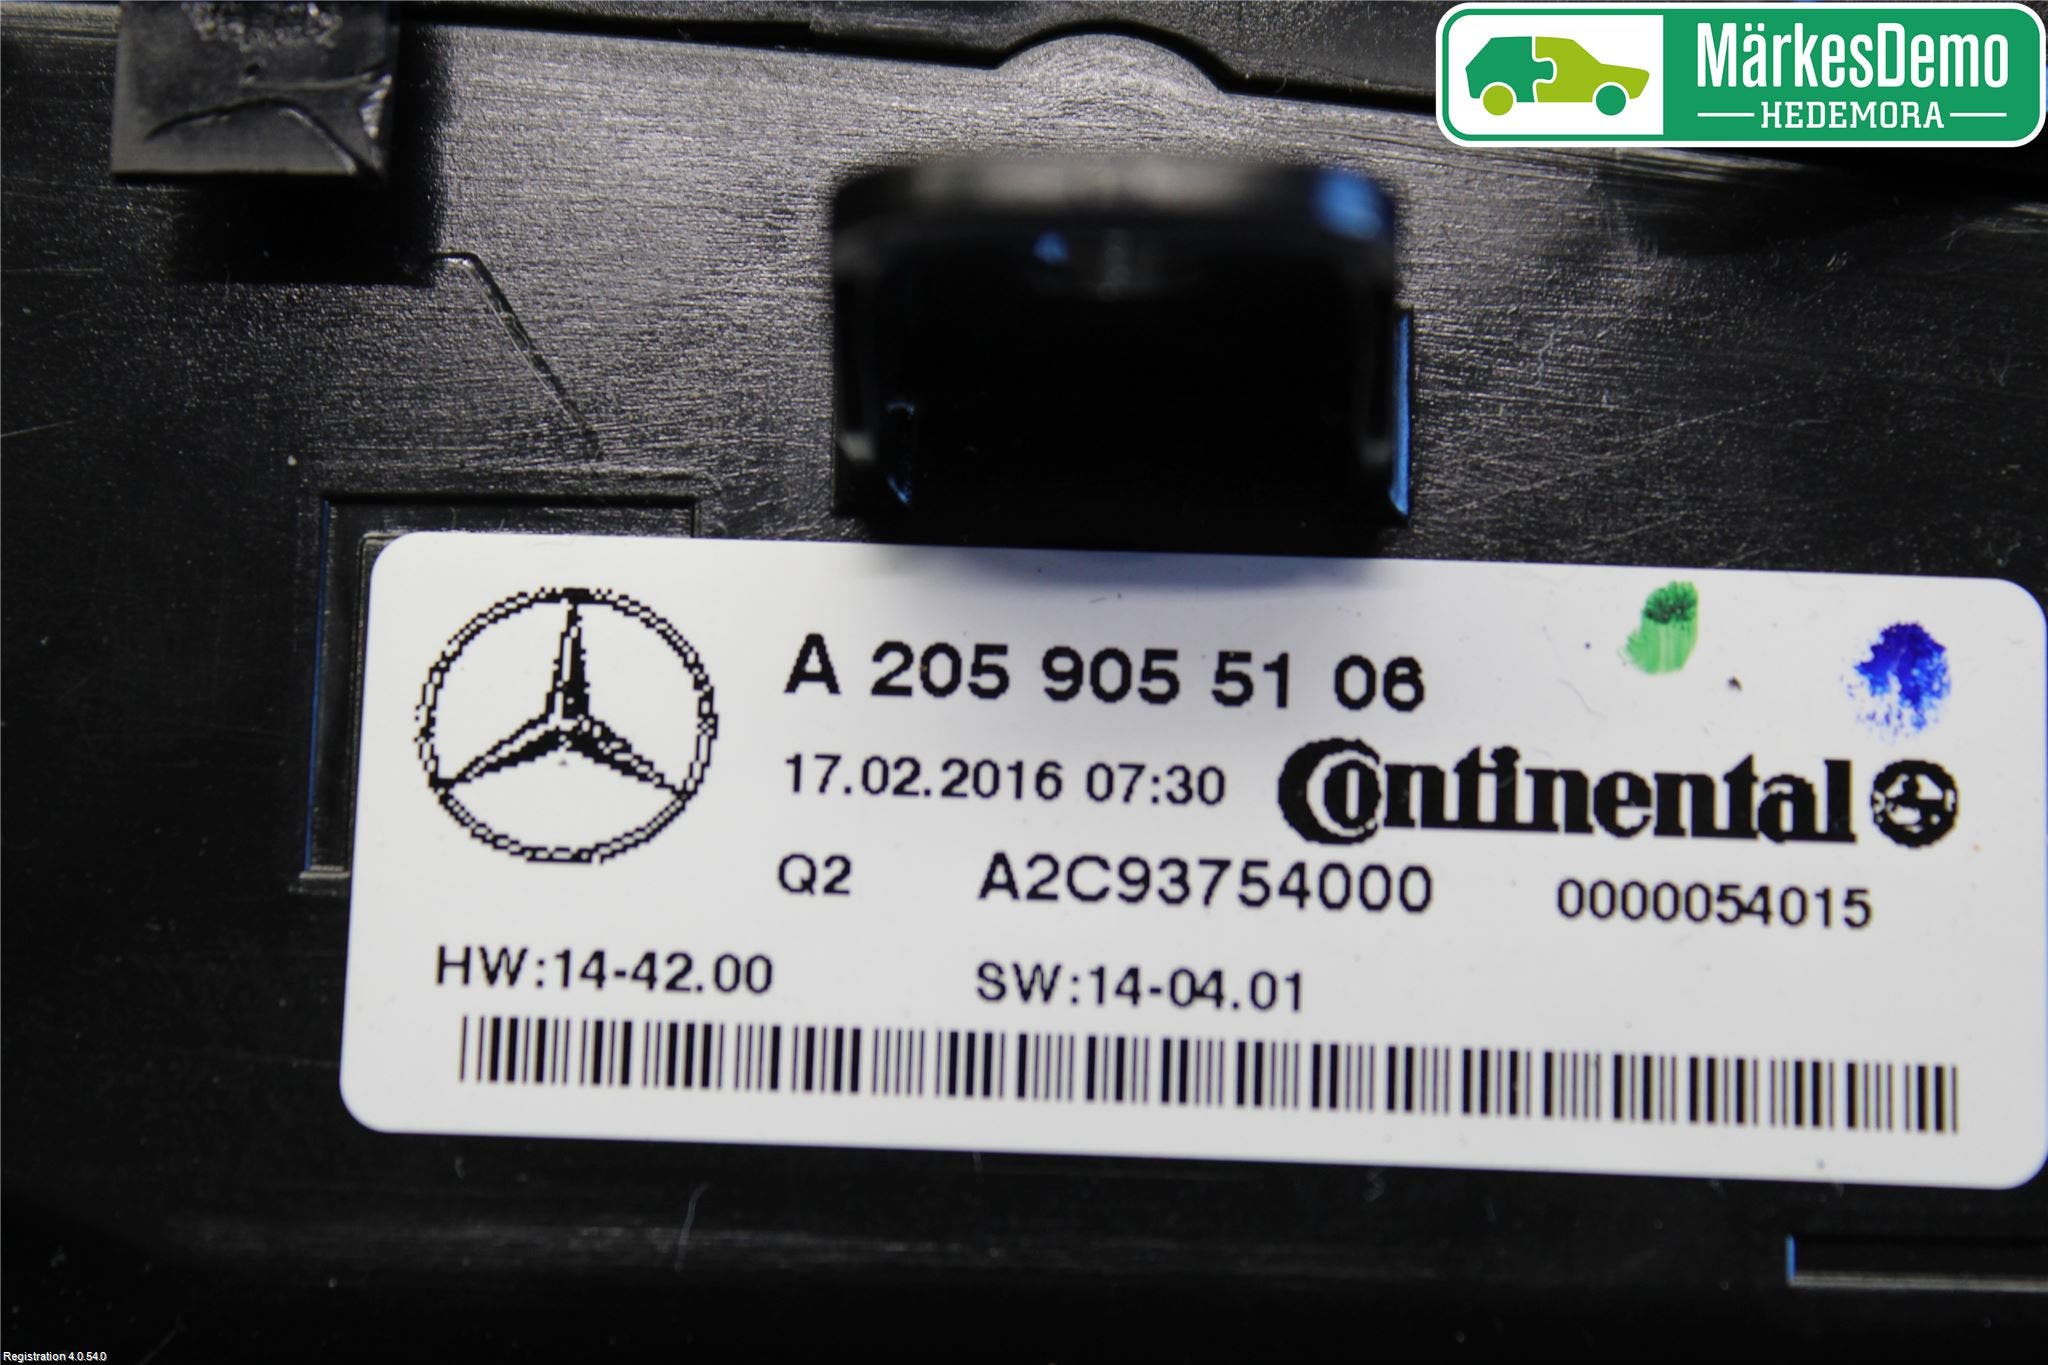 MärkesDemo
HEDEMORA
A 205 905 51 06
17.02.2016 07:30 Continental
Q2 A2C93754000 0000054015
HW:14-42.00 SW:14-04.01
Registration 4.0.54.0